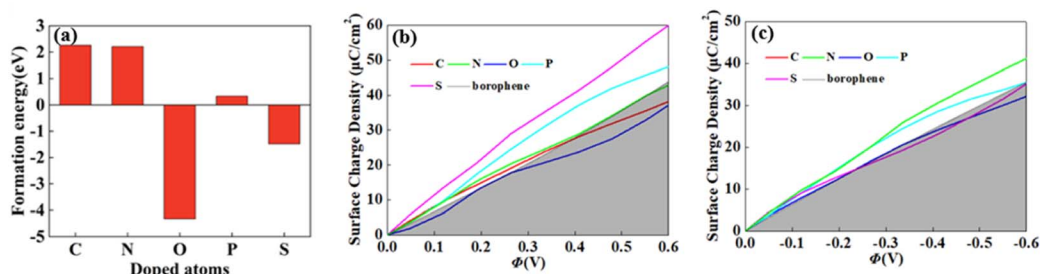 (a)
Formation energy(eV)
3
2
1
0
-1
-2
-3
-4
-5
C N O P S
Doped atoms
(b)
Surface Charge Density (μC/cm²)
60
50
40
30
20
10
0
C N O P
S borophene
0.0 0.1 0.2 0.3 0.4 0.5 0.6
Φ(V)
(c)
Surface Charge Density (μC/cm²)
50
40
30
20
10
0
C N O P
S borophene
0.0 -0.1 -0.2 -0.3 -0.4 -0.5 -0.6
Φ(V)